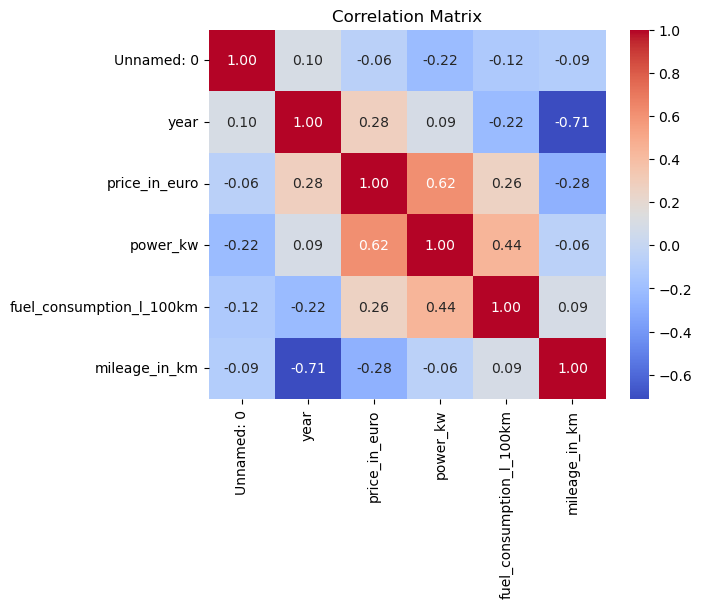 Correlation Matrix
Unnamed: 0 1.00 0.10 -0.06 -0.22 -0.12 -0.09
year 0.10 1.00 0.28 0.09 -0.22 -0.71
price_in_euro -0.06 0.28 1.00 0.62 0.26 -0.28
power_kw -0.22 0.09 0.62 1.00 0.44 -0.06
fuel_consumption_l_100km -0.12 -0.22 0.26 0.44 1.00 0.09
mileage_in_km -0.09 -0.71 -0.28 -0.06 0.09 1.00
Unnamed: 0
year
price_in_euro
power_kw
fuel_consumption_l_100km
mileage_in_km
1.0
0.8
0.6
0.4
0.2
0.0
−0.2
−0.4
−0.6